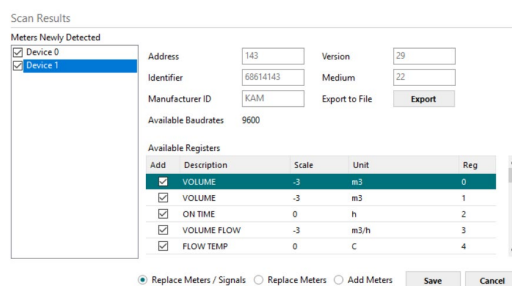 Scan Results
Meters Newly Detected
Device 0
Device 1
Address 143 Version 29
Identifier 68614143 Medium 22
Manufacturer ID KAM Export to File Export
Available Baudrates 9600
Available Registers
Add Description Scale Unit Reg
VOLUME -3 m3 0
VOLUME -3 m3 1
ON TIME 0 h 2
VOLUME FLOW -3 m3/h 3
FLOW TEMP 0 C 4
Replace Meters / Signals Replace Meters Add Meters Save Cancel